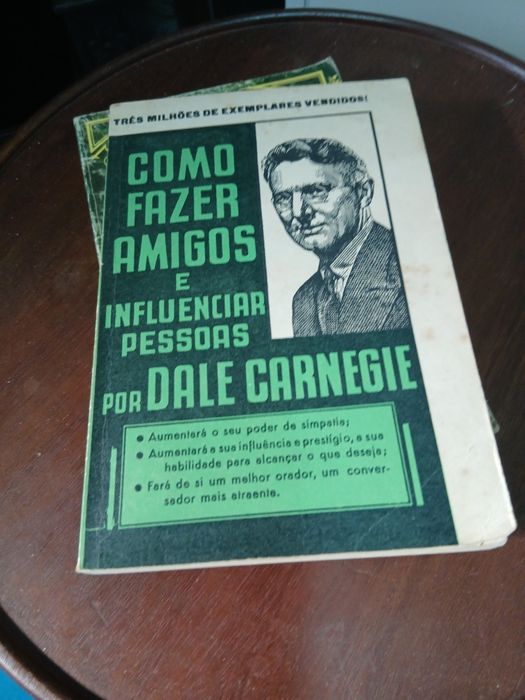 TRÊS MILHÕES DE EXEMPLARES VENDIDOS!
COMO
FAZER
AMIGOS
E
INFLUENCIAR
PESSOAS
POR DALE CARNEGIE
• Aumentará o seu poder de simpatia;
• Aumentará a sua influência e prestígio, a sua
habilidade para alcançar o que deseja;
• Fará de si um melhor orador, um conver-
sador mais atraente.